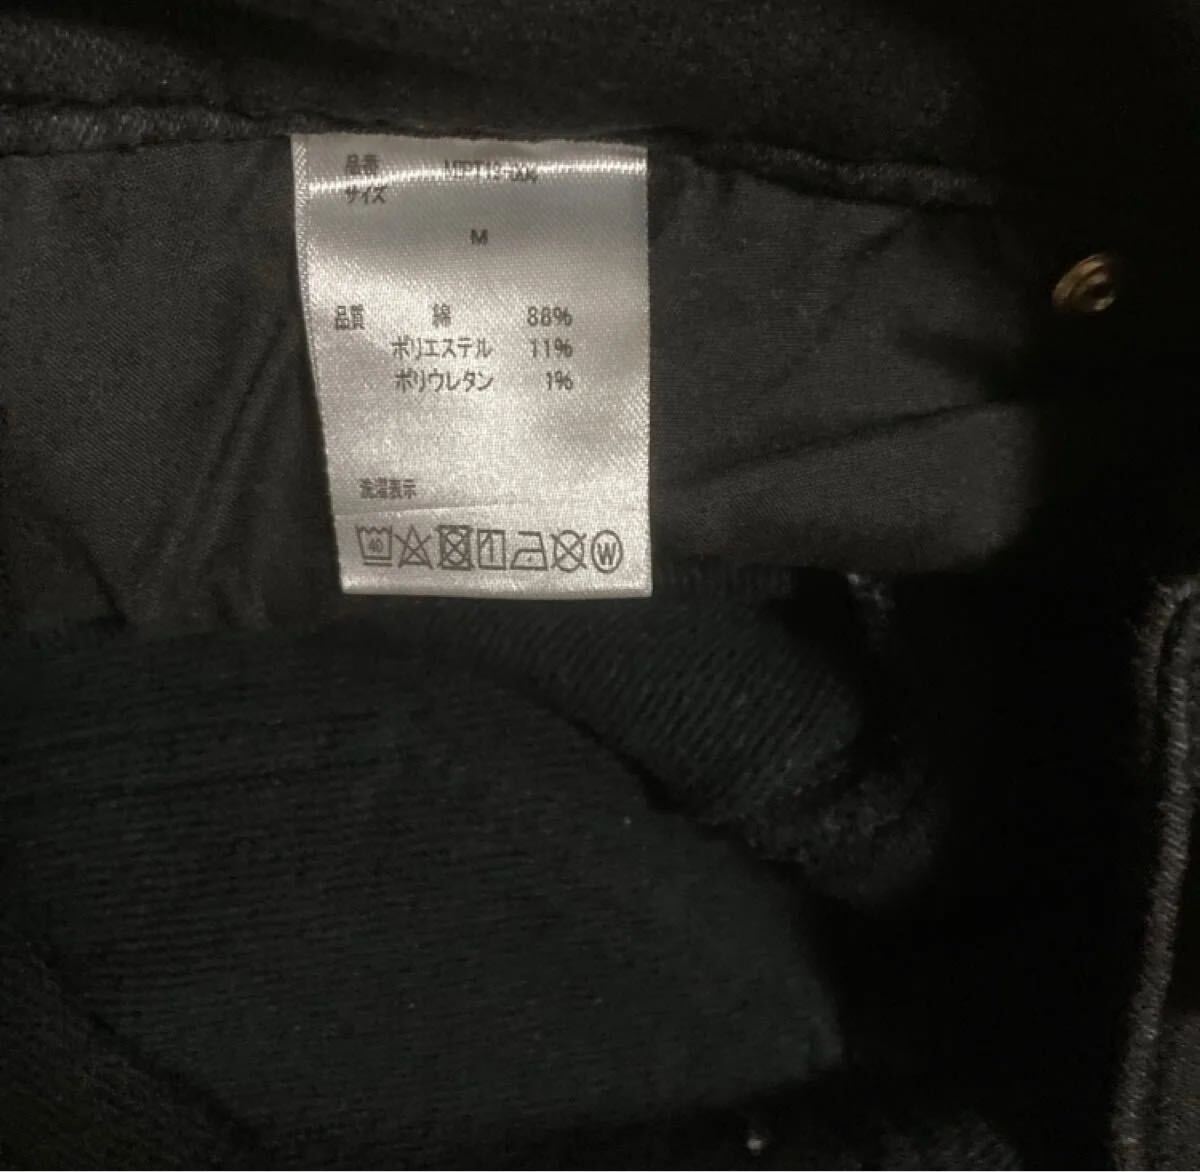 品番
サイズ
M
品質 綿 88%
ポリエステル 11%
ポリウレタン 1%
洗濯表示
40
W